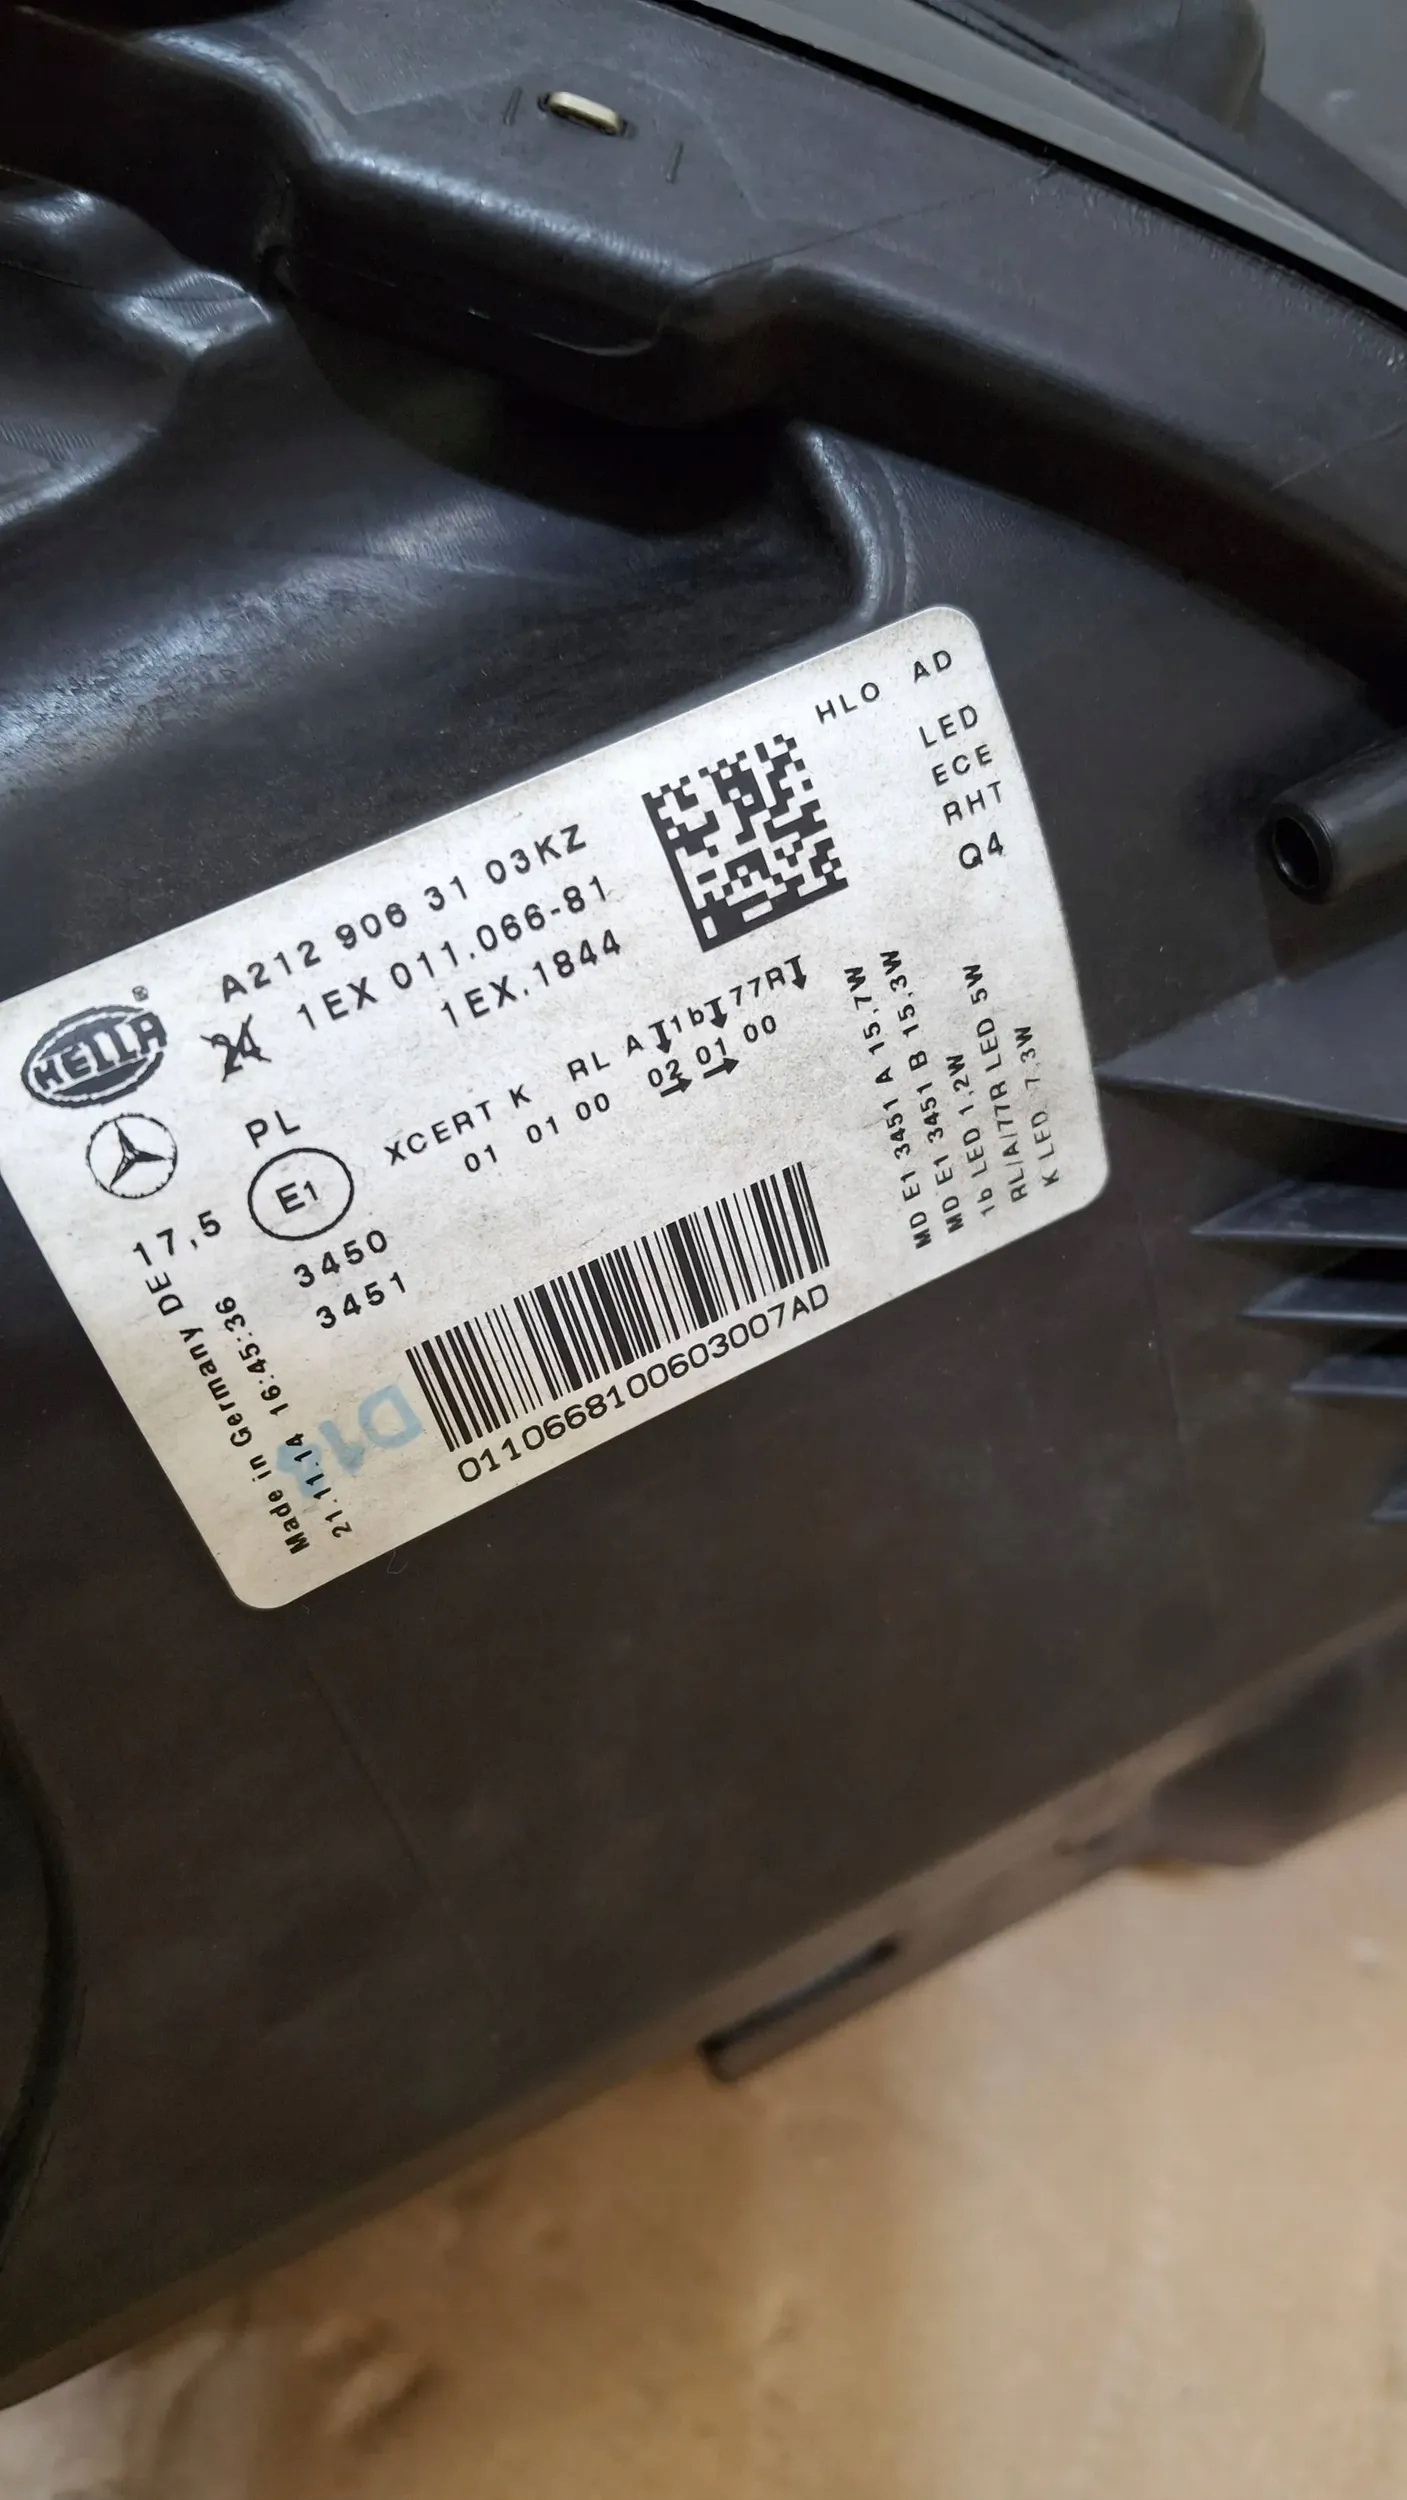 HLO AD
LED
ECE
RHT
Q4
A212 906 31 03KZ
1EX 011.066-81
1EX.1844
HELLA®
24
PL
XCERT K RL A 1b 77R
01 01 00 02 01 00
E1
17,5
3450
3451
MD E1 3451 A 15.7W
MD E1 3451 B 15.3W
1b LED 1.2W
RL/A/77R LED 5W
K LED 7.3W
Made in Germany DE-
21.11.14 16:45:36
0110668100603007AD